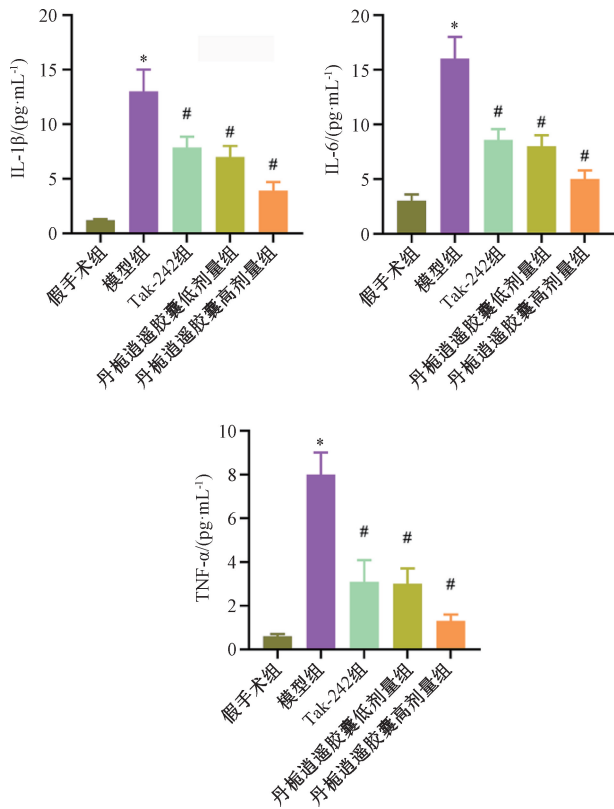 20
15
10
5
0
IL-1β/(pg·mL⁻¹)
*
#
#
#
假手术组
模型组
Tak-242组
丹栀逍遥胶囊低剂量组
丹栀逍遥胶囊高剂量组
20
15
10
5
0
IL-6/(pg·mL⁻¹)
*
#
#
#
假手术组
模型组
Tak-242组
丹栀逍遥胶囊低剂量组
丹栀逍遥胶囊高剂量组
10
8
6
4
2
0
TNF-α/(pg·mL⁻¹)
*
#
#
#
假手术组
模型组
Tak-242组
丹栀逍遥胶囊低剂量组
丹栀逍遥胶囊高剂量组